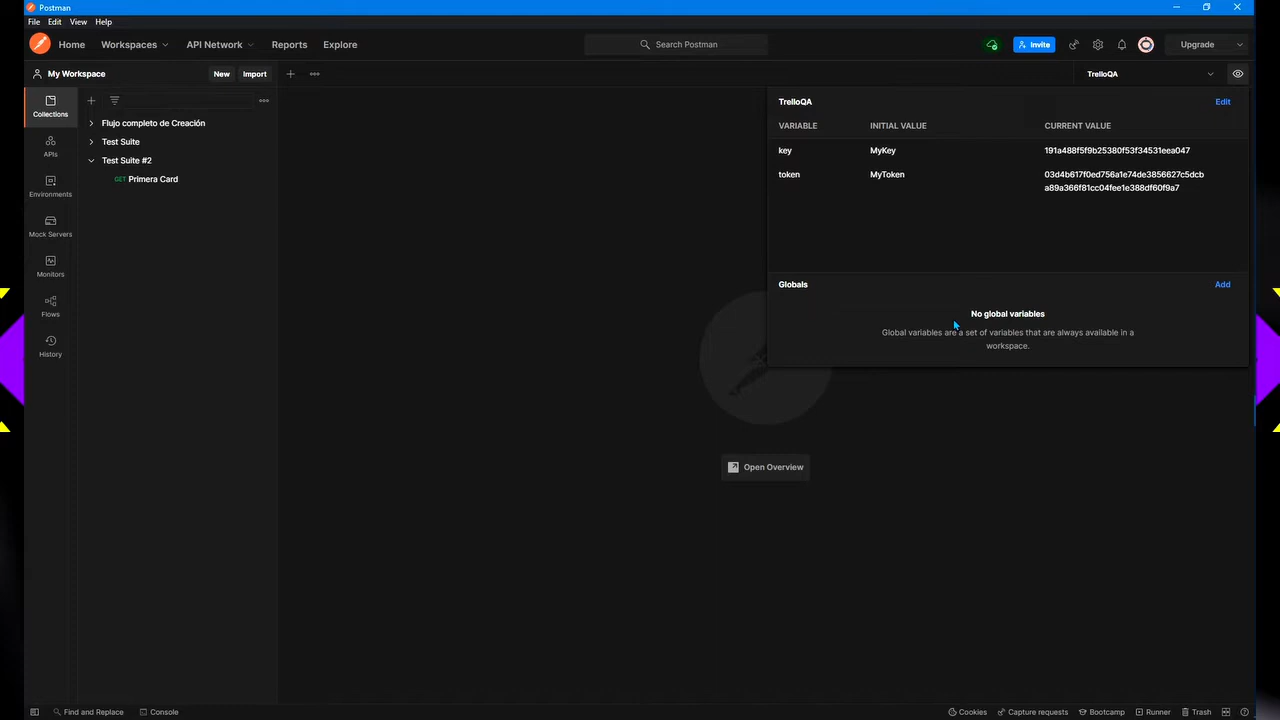 Postman
File Edit View Help
Home Workspaces API Network Reports Explore Search Postman Invite Upgrade
My Workspace New Import TrelloQA
Collections
APIs
Environments
Mock Servers
Monitors
Flows
History
Flujo completo de Creación
Test Suite
Test Suite #2
GET Primera Card
TrelloQA Edit
VARIABLE INITIAL VALUE CURRENT VALUE
key MyKey 191a488f5f9b25380f53f34531eea047
token MyToken 03d4b617f0ed756a1e74de3856627c5dcb
a89a366f81cc04fee1e388df60f9a7
Globals Add
No global variables
Global variables are a set of variables that are always available in a
workspace.
Open Overview
Find and Replace Console Cookies Capture requests Bootcamp Runner Trash